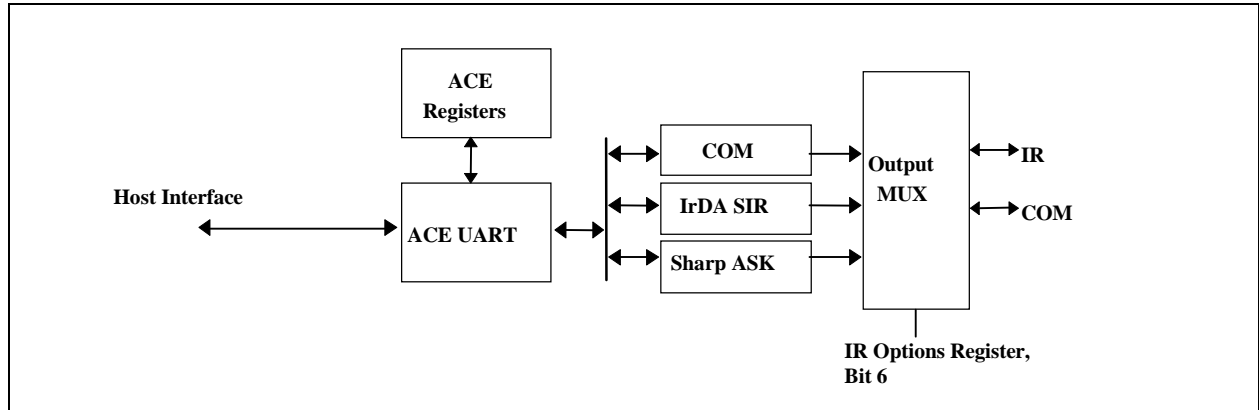 ACE
Registers
Host Interface
ACE UART
COM
IrDA SIR
Sharp ASK
Output
MUX
IR
COM
IR Options Register,
Bit 6